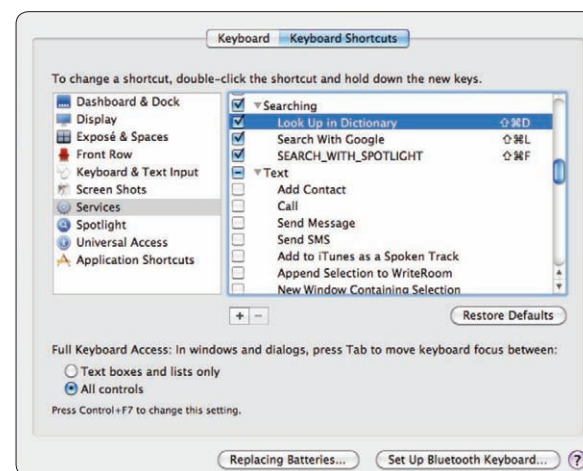 Keyboard Keyboard Shortcuts
To change a shortcut, double-click the shortcut and hold down the new keys.
Dashboard & Dock
Display
Exposé & Spaces
Front Row
Keyboard & Text Input
Screen Shots
Services
Spotlight
Universal Access
Application Shortcuts
▼Searching
Look Up in Dictionary ⇧⌘D
Search With Google ⇧⌘L
SEARCH_WITH_SPOTLIGHT ⇧⌘F
▼Text
Add Contact
Call
Send Message
Send SMS
Add to iTunes as a Spoken Track
Append Selection to WriteRoom
New Window Containing Selection
+ −
Restore Defaults
Full Keyboard Access: In windows and dialogs, press Tab to move keyboard focus between:
Text boxes and lists only
All controls
Press Control+F7 to change this setting.
Replacing Batteries... Set Up Bluetooth Keyboard... ?